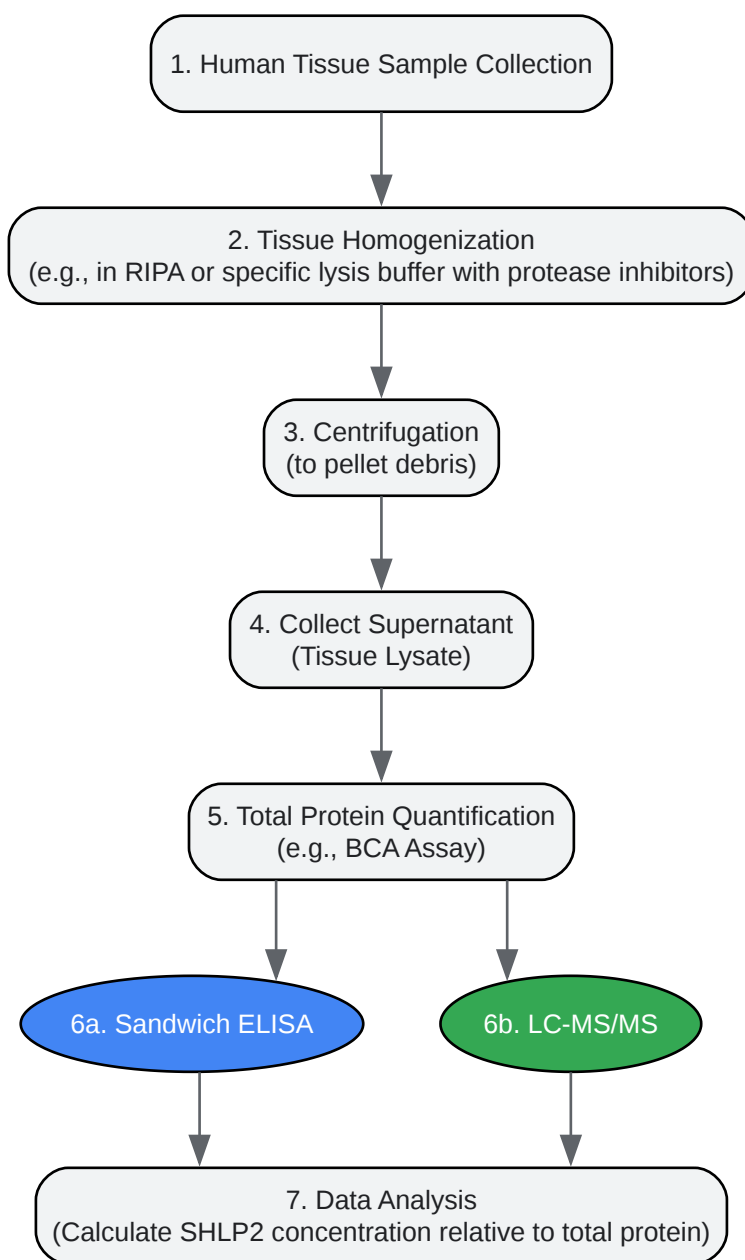 1. Human Tissue Sample Collection
2. Tissue Homogenization
(e.g., in RIPA or specific lysis buffer with protease inhibitors)
3. Centrifugation
(to pellet debris)
4. Collect Supernatant
(Tissue Lysate)
5. Total Protein Quantification
(e.g., BCA Assay)
6a. Sandwich ELISA
6b. LC-MS/MS
7. Data Analysis
(Calculate SHLP2 concentration relative to total protein)